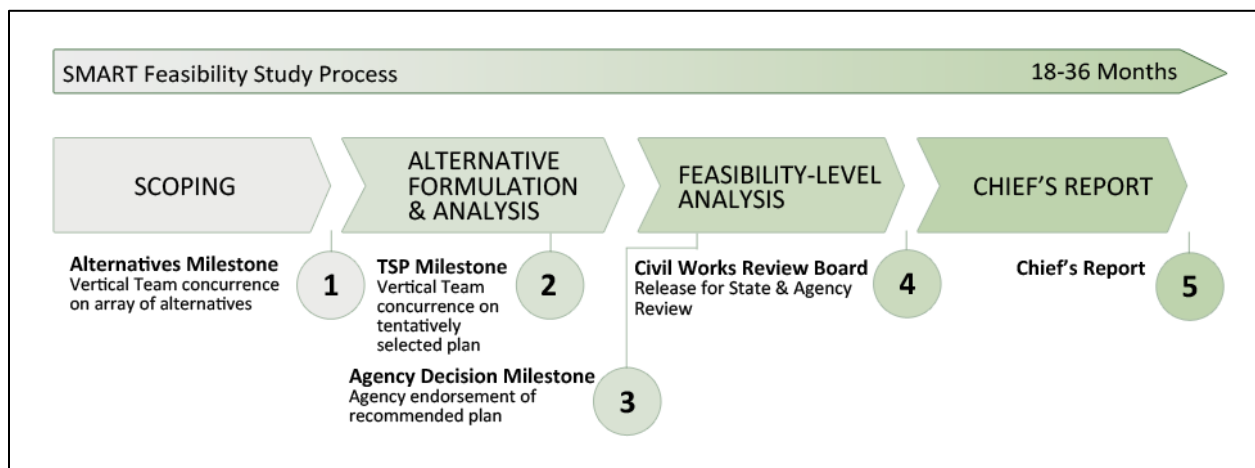 SMART Feasibility Study Process
18-36 Months
SCOPING
ALTERNATIVE
FORMULATION
& ANALYSIS
FEASIBILITY-LEVEL
ANALYSIS
CHIEF'S REPORT
Alternatives Milestone
Vertical Team concurrence
on array of alternatives
1
TSP Milestone
Vertical Team
concurrence on
tentatively
selected plan
2
Agency Decision Milestone
Agency endorsement of
recommended plan
3
Civil Works Review Board
Release for State & Agency
Review
4
Chief's Report
5